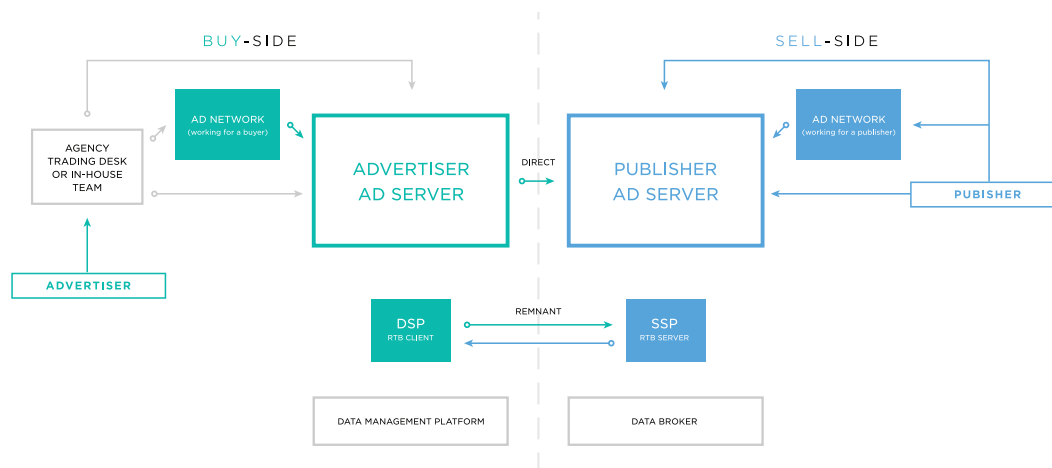 BUY-SIDE
SELL-SIDE
AD NETWORK
(working for a buyer)
AD NETWORK
(working for a publisher)
AGENCY
TRADING DESK
OR IN-HOUSE
TEAM
ADVERTISER
AD SERVER
DIRECT
PUBLISHER
AD SERVER
PUBISHER
ADVERTISER
DSP
RTB CLIENT
REMNANT
SSP
RTB SERVER
DATA MANAGEMENT PLATFORM
DATA BROKER